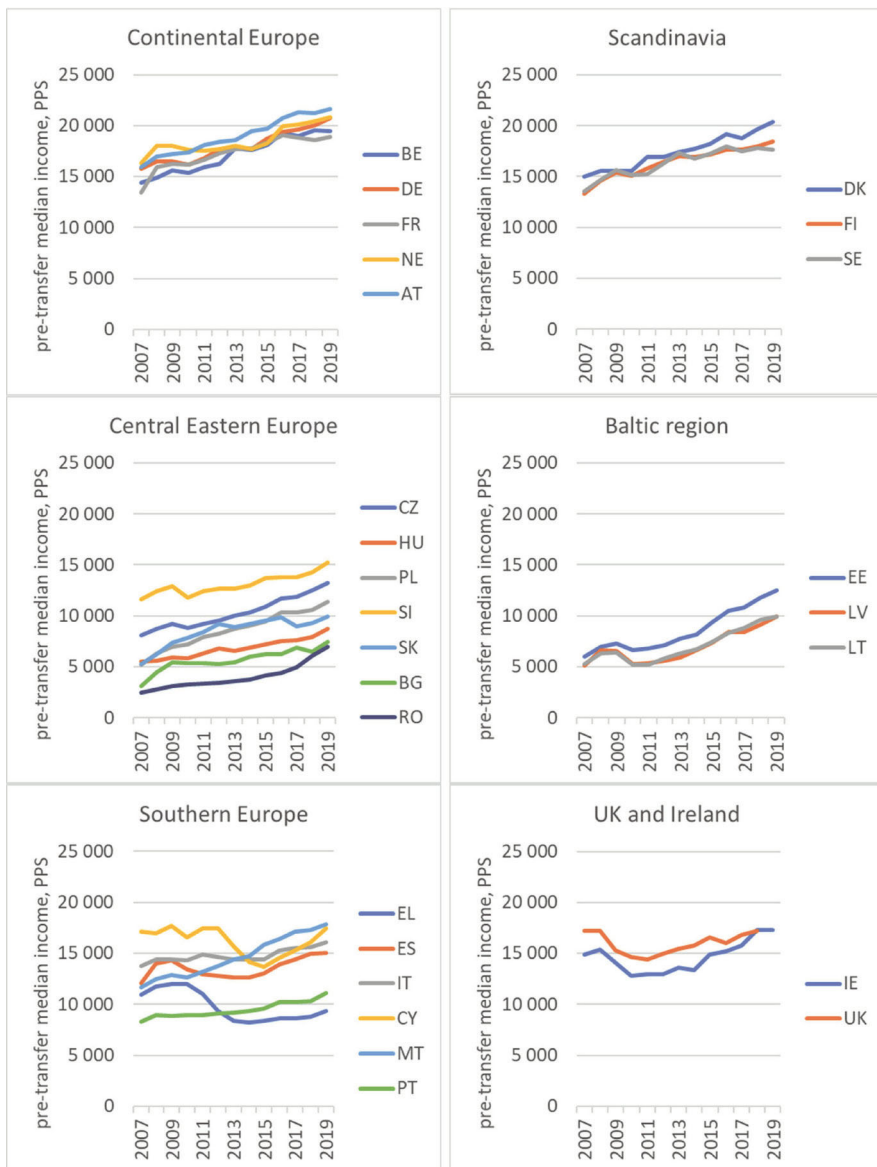 Continental Europe
pre-transfer median income, PPS
25 000
20 000
15 000
10 000
5 000
0
2007
2009
2011
2013
2015
2017
2019
BE
DE
FR
NE
AT
Scandinavia
pre-transfer median income, PPS
25 000
20 000
15 000
10 000
5 000
0
2007
2009
2011
2013
2015
2017
2019
DK
FI
SE
Central Eastern Europe
pre-transfer median income, PPS
25 000
20 000
15 000
10 000
5 000
0
2007
2009
2011
2013
2015
2017
2019
CZ
HU
PL
SI
SK
BG
RO
Baltic region
pre-transfer median income, PPS
25 000
20 000
15 000
10 000
5 000
0
2007
2009
2011
2013
2015
2017
2019
EE
LV
LT
Southern Europe
pre-transfer median income, PPS
25 000
20 000
15 000
10 000
5 000
0
2007
2009
2011
2013
2015
2017
2019
EL
ES
IT
CY
MT
PT
UK and Ireland
pre-transfer median income, PPS
25 000
20 000
15 000
10 000
5 000
0
2007
2009
2011
2013
2015
2017
2019
IE
UK